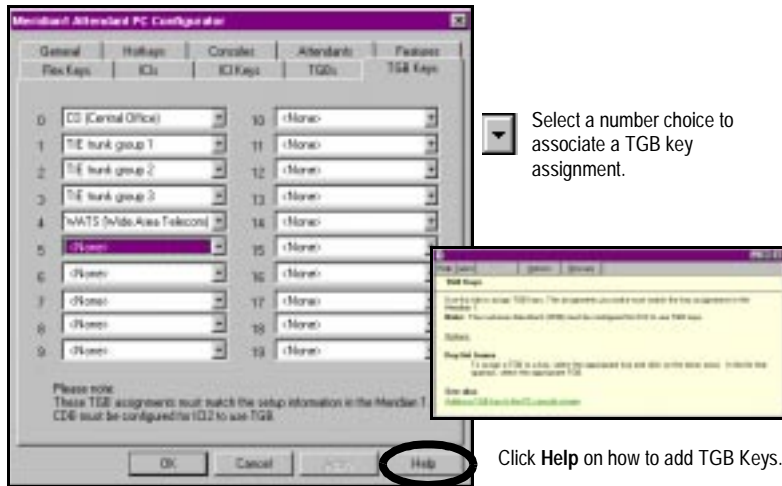 Meridian 1 Attendant PC Configurator
General Hotkeys Consoles Attendants Features
Flex Keys ICIs ICI Keys TGBs TGB Keys
0 CO (Central Office) 10 <None>
1 TIE trunk group 1 11 <None>
2 TIE trunk group 2 12 <None>
3 TIE trunk group 3 13 <None>
4 WATS (Wide Area Telecom) 14 <None>
5 <None> 15 <None>
6 <None> 16 <None>
7 <None> 17 <None>
8 <None> 18 <None>
9 <None> 19 <None>
Please note:
These TGB assignments must match the setup information in the Meridian 1
CDB must be configured for ICI2 to use TGB
OK Cancel Apply Help
Select a number choice to
associate a TGB key
assignment.
TGB Keys
See also
Click Help on how to add TGB Keys.